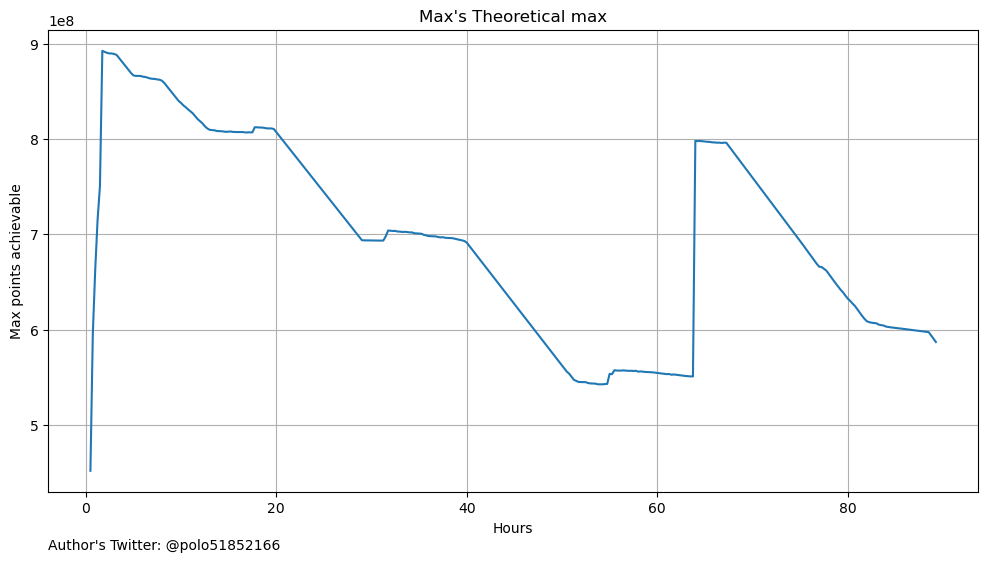 Max's Theoretical max
1e8
9
8
7
6
5
Max points achievable
0 20 40 60 80
Hours
Author's Twitter: @polo51852166